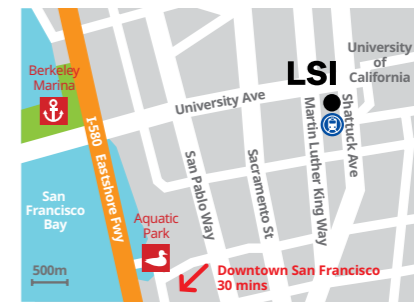 Berkeley
Marina
LSI
University
of
California
University Ave
I-580 Eastshore Fwy
San Pablo Way
Sacramento St
Martin Luther King Way
Shattuck Ave
San
Francisco
Bay
Aquatic
Park
500m
Downtown San Francisco
30 mins